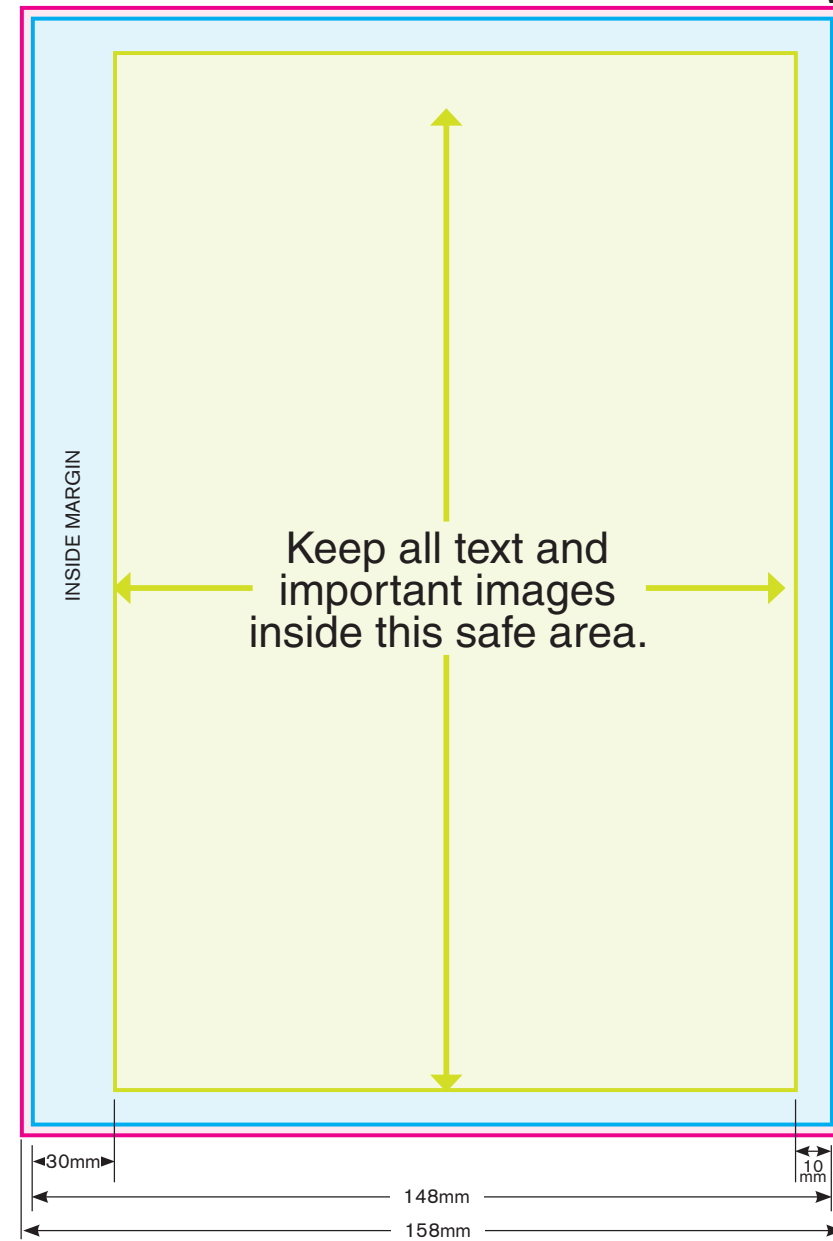 INSIDE MARGIN
Keep all text and
important images
inside this safe area.
30mm
10
mm
148mm
158mm